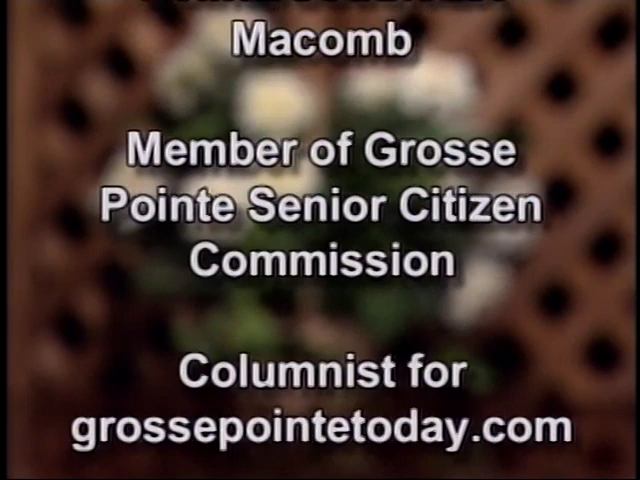 Macomb
Member of Grosse
Pointe Senior Citizen
Commission
Columnist for
grossepointetoday.com